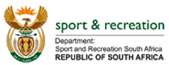 sport & recreation
Department:
Sport and Recreation South Africa
REPUBLIC OF SOUTH AFRICA